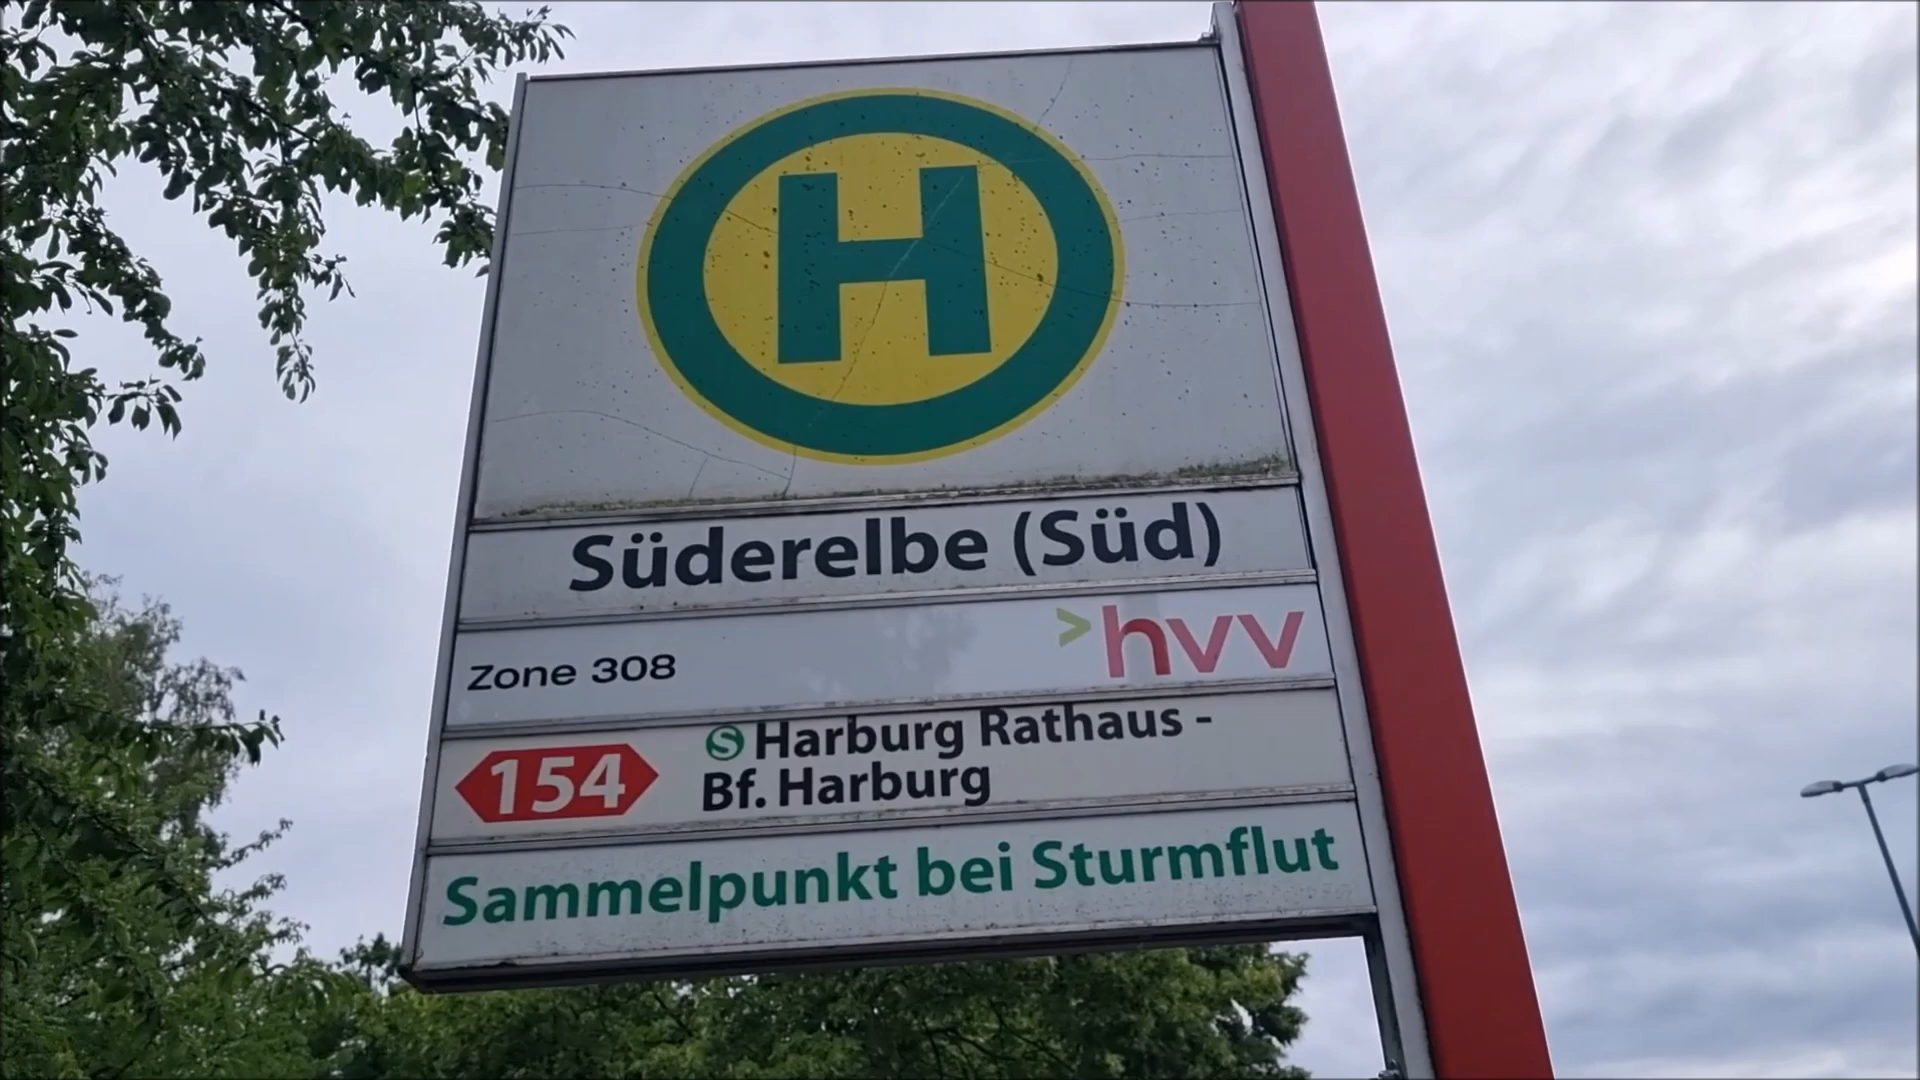 H
Süderelbe (Süd)
Zone 308 >hvv
154 S Harburg Rathaus -
Bf. Harburg
Sammelpunkt bei Sturmflut